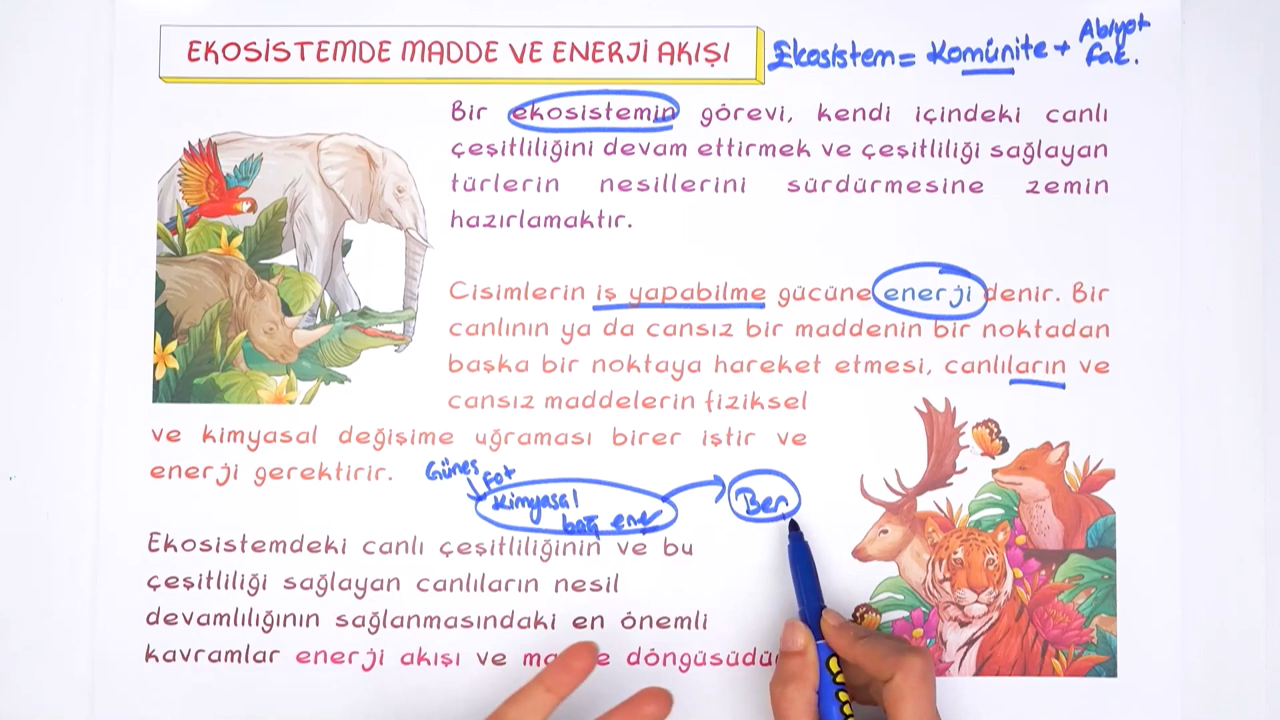 EKOSİSTEMDE MADDE VE ENERJİ AKIŞI
Ekosistem = Komünite + Abiyot Fak.
Bir ekosistemin görevi, kendi içindeki canlı
çeşitliliğini devam ettirmek ve çeşitliliği sağlayan
türlerin nesillerini sürdürmesine zemin
hazırlamaktır.
Cisimlerin iş yapabilme gücüne enerji denir. Bir
canlının ya da cansız bir maddenin bir noktadan
başka bir noktaya hareket etmesi, canlıların ve
cansız maddelerin fiziksel
ve kimyasal değişime uğraması birer iştir ve
enerji gerektirir.
Güneş
Fot
Kimyasal
bağ ener
Ben
Ekosistemdeki canlı çeşitliliğinin ve bu
çeşitliliği sağlayan canlıların nesil
devamlılığının sağlanmasındaki en önemli
kavramlar enerji akışı ve döngüsüdü